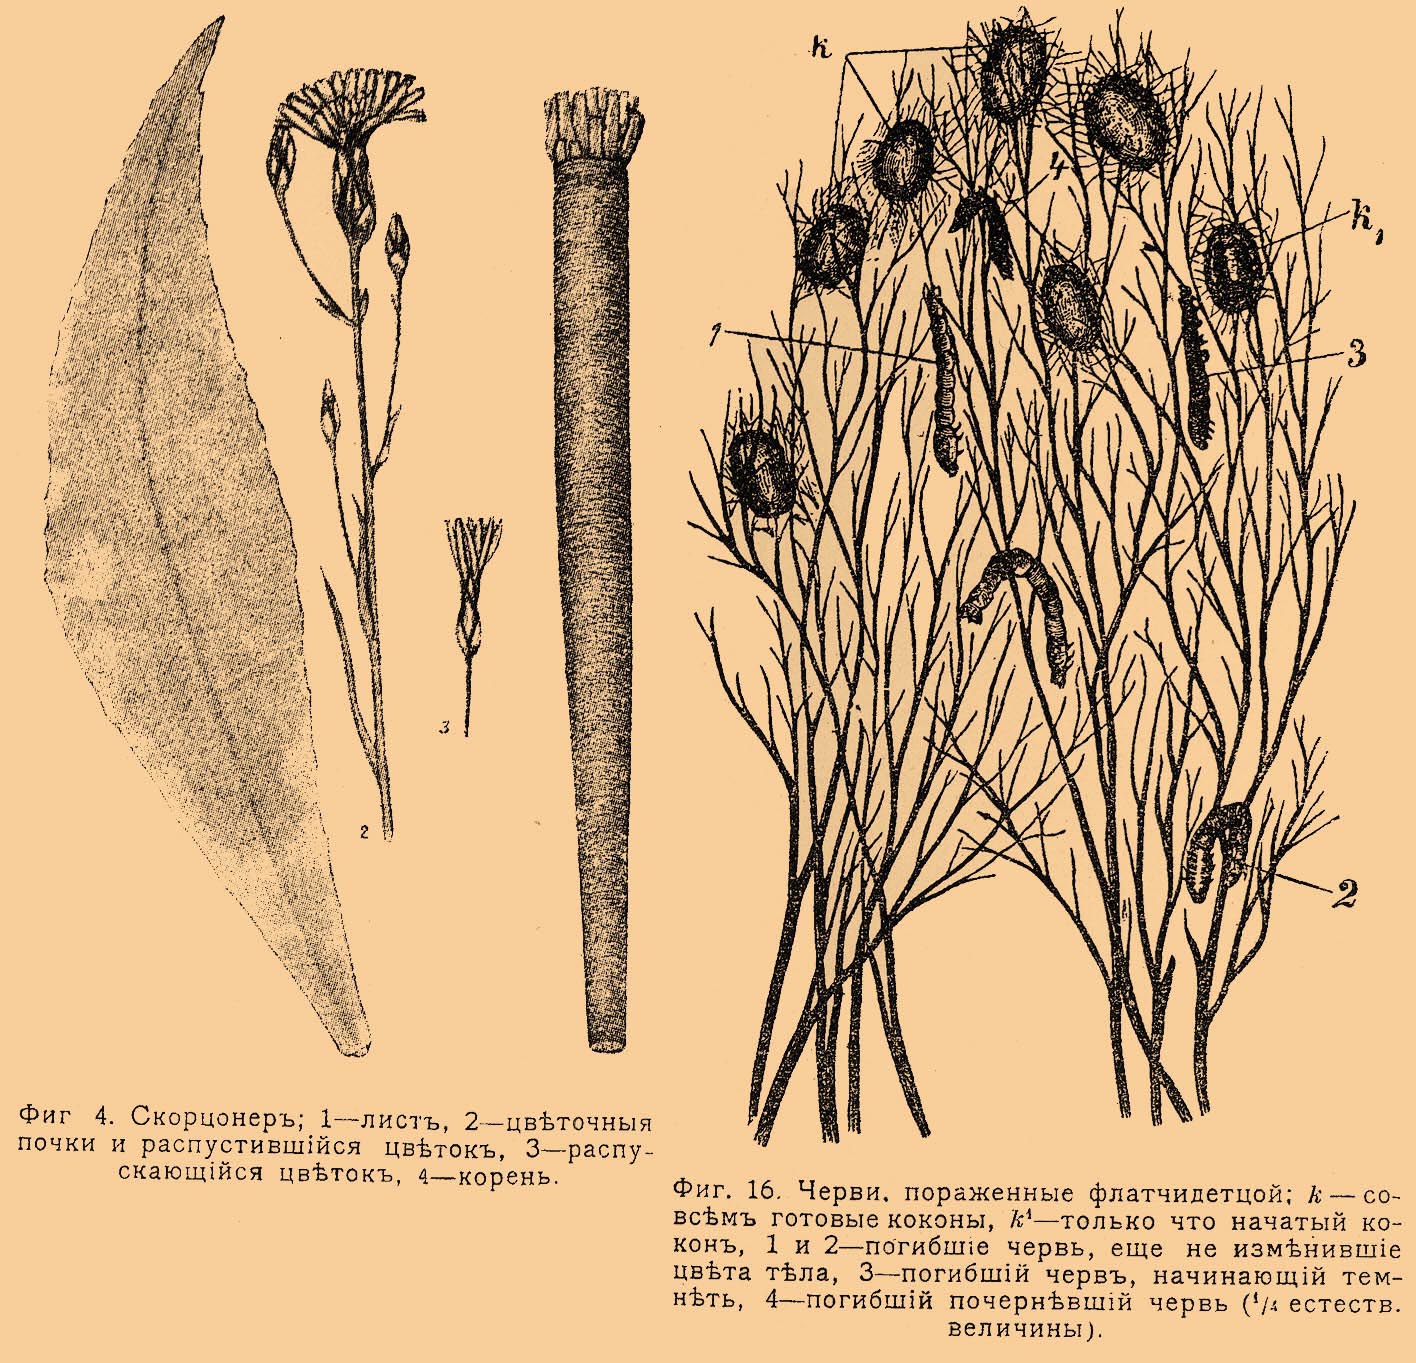 2
3
Фиг 4. Скорцонеръ; 1—листъ, 2—цвѣточныя
почки и распустившійся цвѣтокъ, 3—распу-
скающійся цвѣтокъ, 4—корень.
k
4
k,
1
3
2
Фиг. 16. Черви, пораженные флатчидетцой; k — со-
всѣмъ готовые коконы, k¹—только что начатый ко-
конъ, 1 и 2—погибшіе червь, еще не измѣнившіе
цвѣта тѣла, 3—погибшій червъ, начинающій тем-
нѣть, 4—погибшій почернѣвшій червь (¹/₄ естеств.
величины).